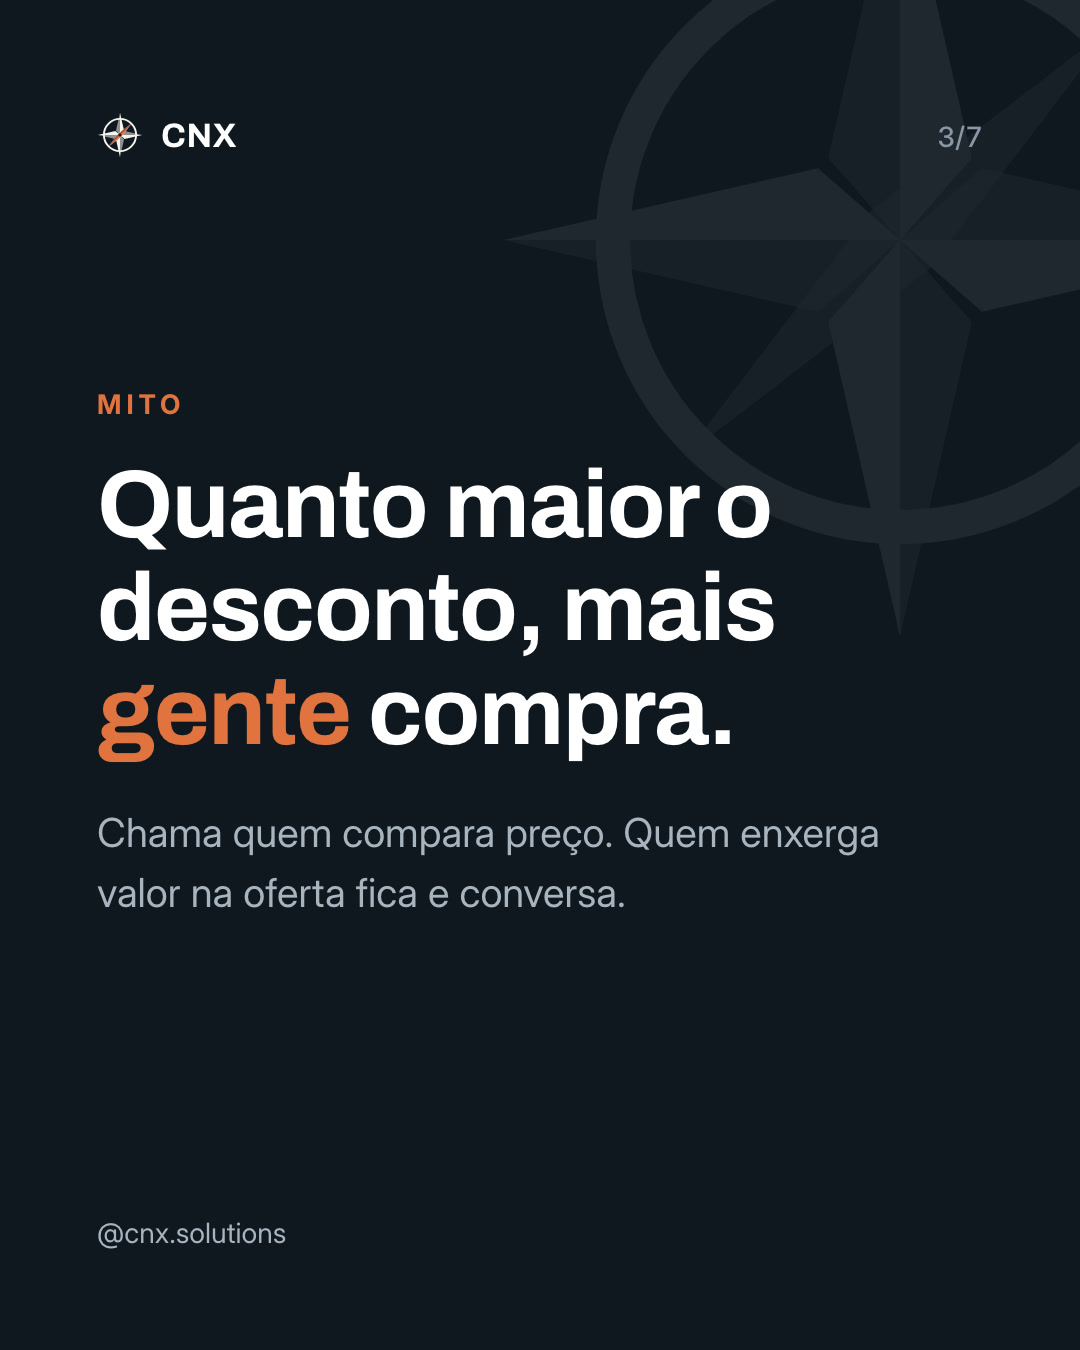 CNX
3/7
MITO
Quanto maior o
desconto, mais
gente compra.
Chama quem compara preço. Quem enxerga
valor na oferta fica e conversa.
@cnx.solutions